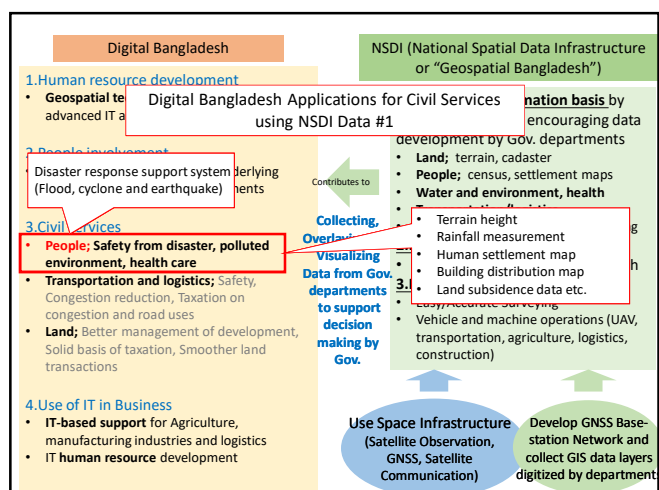 Digital Bangladesh
NSDI (National Spatial Data Infrastructure
or “Geospatial Bangladesh”)
Digital Bangladesh Applications for Civil Services
using NSDI Data #1
1.Human resource development
• Geospatial te
advanced IT a
2.People involvement
Disaster response support system
(Flood, cyclone and earthquake)
derlying
ments
3.Civil Services
• People; Safety from disaster, polluted
environment, health care
• Transportation and logistics; Safety,
Congestion reduction, Taxation on
congestion and road uses
• Land; Better management of development,
Solid basis of taxation, Smoother land
transactions
4.Use of IT in Business
• IT-based support for Agriculture,
manufacturing industries and logistics
• IT human resource development
Contributes to
Collecting,
Overlaying,
Visualizing
Data from Gov.
departments
to support
decision
making by
Gov.
mation basis by
encouraging data
development by Gov. departments
• Land; terrain, cadaster
• People; census, settlement maps
• Water and environment, health
• Transportation/logistics
• Terrain height
• Rainfall measurement
• Human settlement map
• Building distribution map
• Land subsidence data etc.
ng
2.
h
3.
• Easy/Accurate Surveying
• Vehicle and machine operations (UAV,
transportation, agriculture, logistics,
construction)
Use Space Infrastructure
(Satellite Observation,
GNSS, Satellite
Communication)
Develop GNSS Base-
station Network and
collect GIS data layers
digitized by department